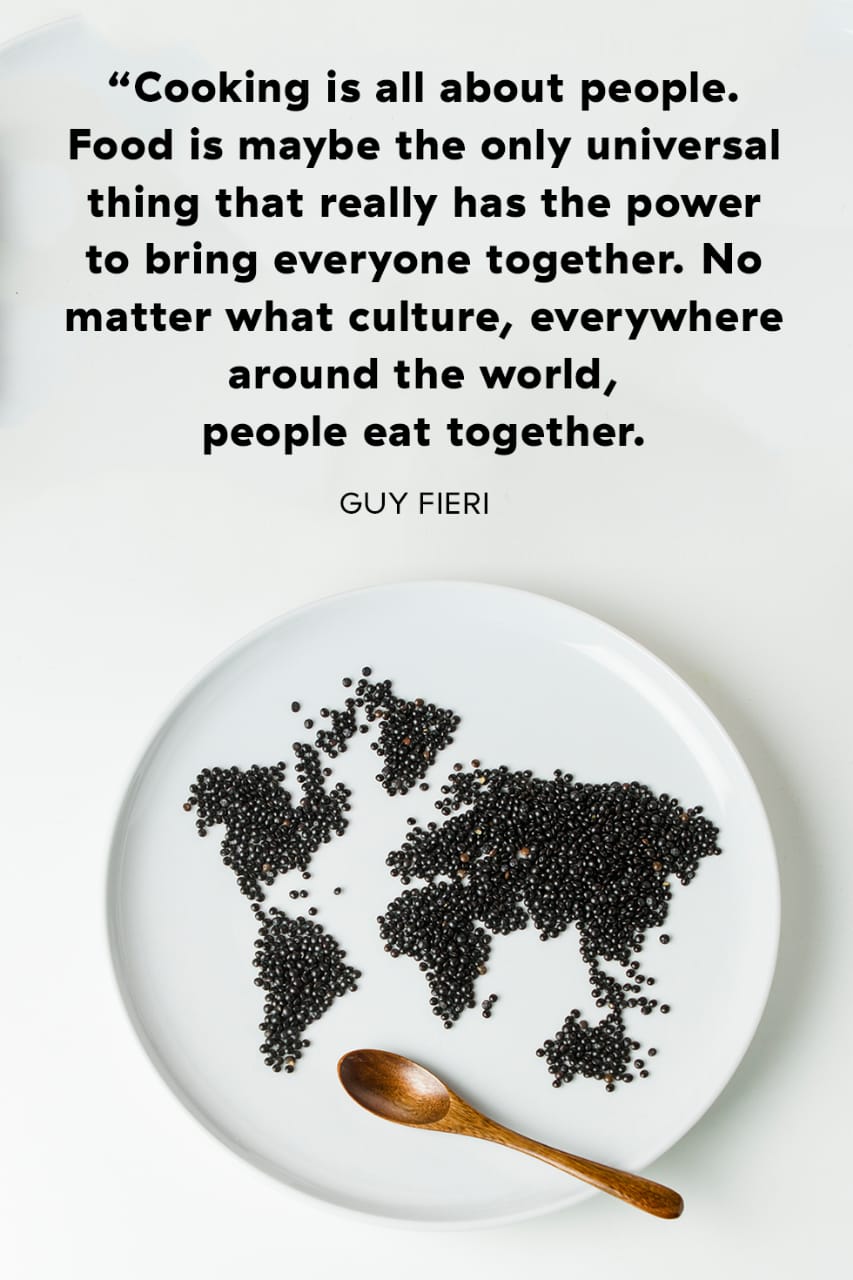 “Cooking is all about people.
Food is maybe the only universal
thing that really has the power
to bring everyone together. No
matter what culture, everywhere
around the world,
people eat together.
GUY FIERI